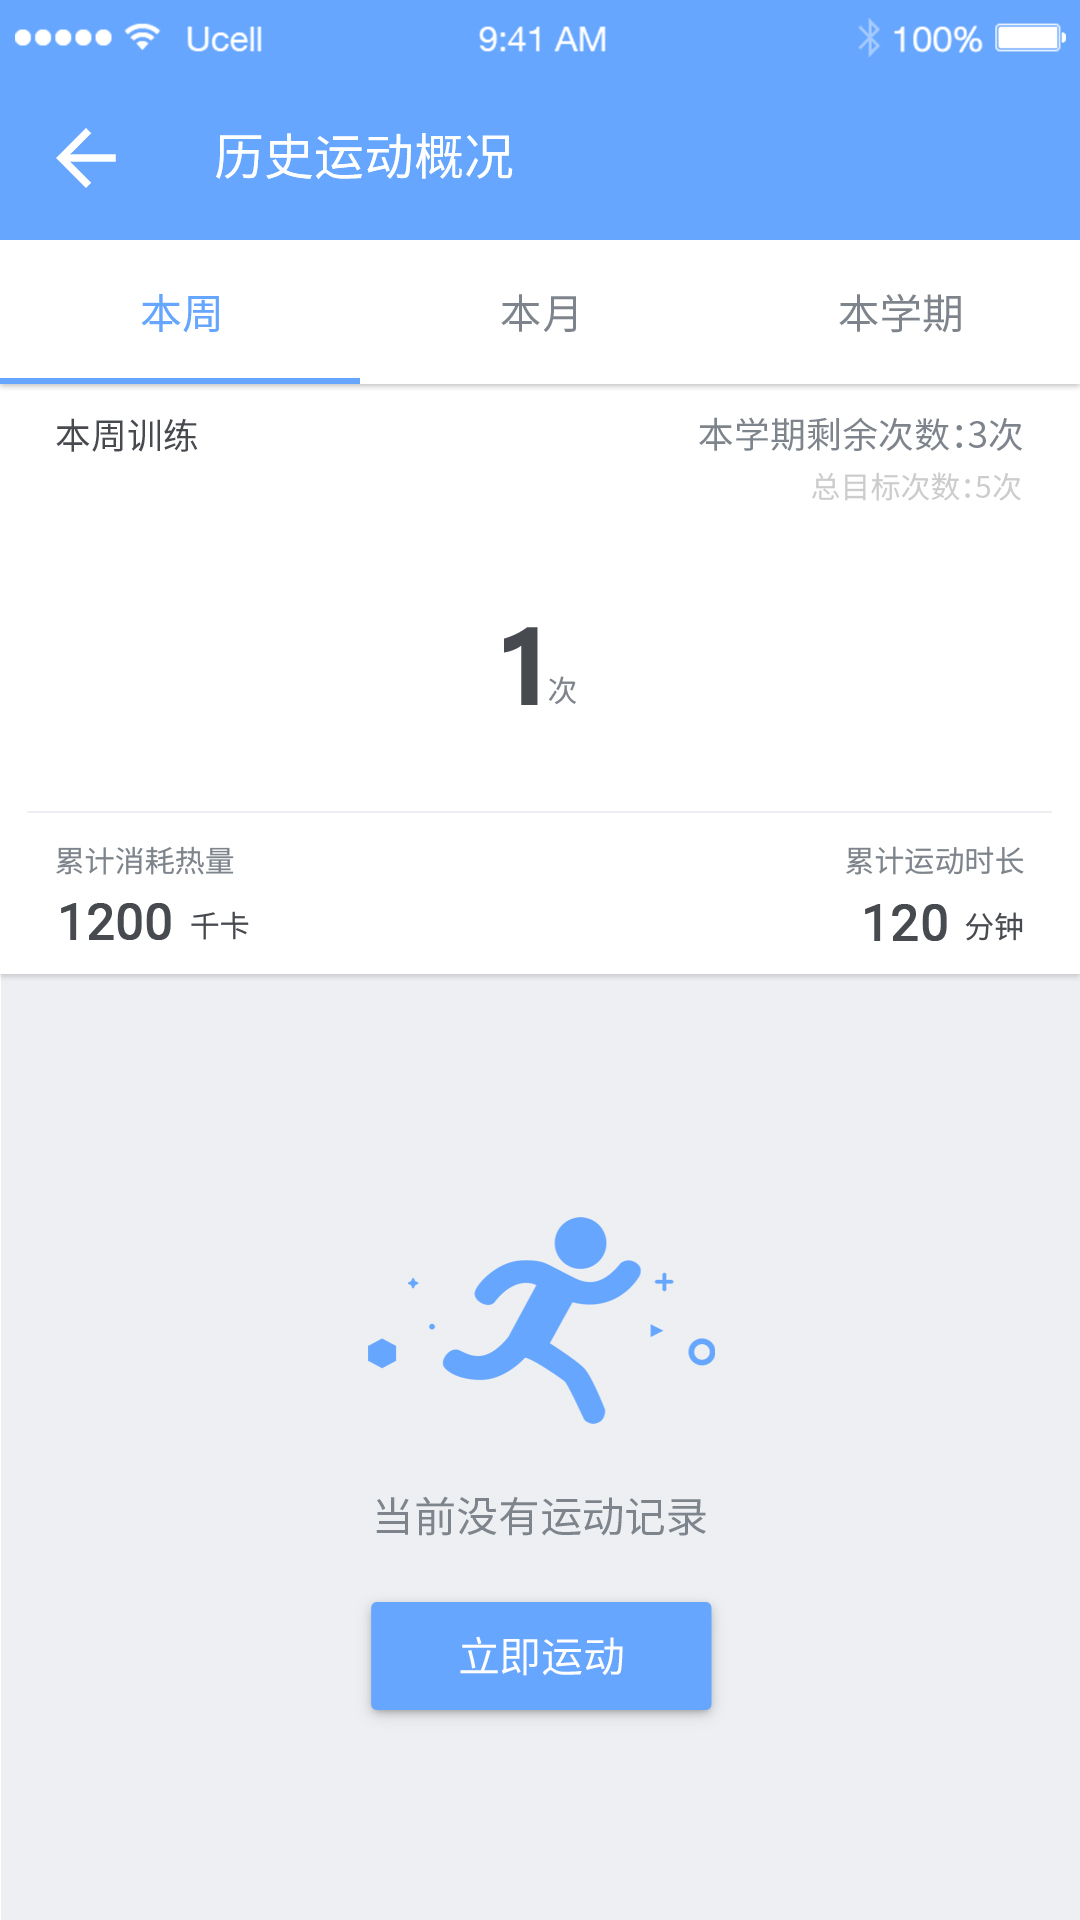 Ucell 9:41 AM 100%
历史运动概况
本周 本月 本学期
本周训练 本学期剩余次数:3次
总目标次数:5次
1次
累计消耗热量 累计运动时长
1200 千卡 120 分钟
当前没有运动记录
立即运动